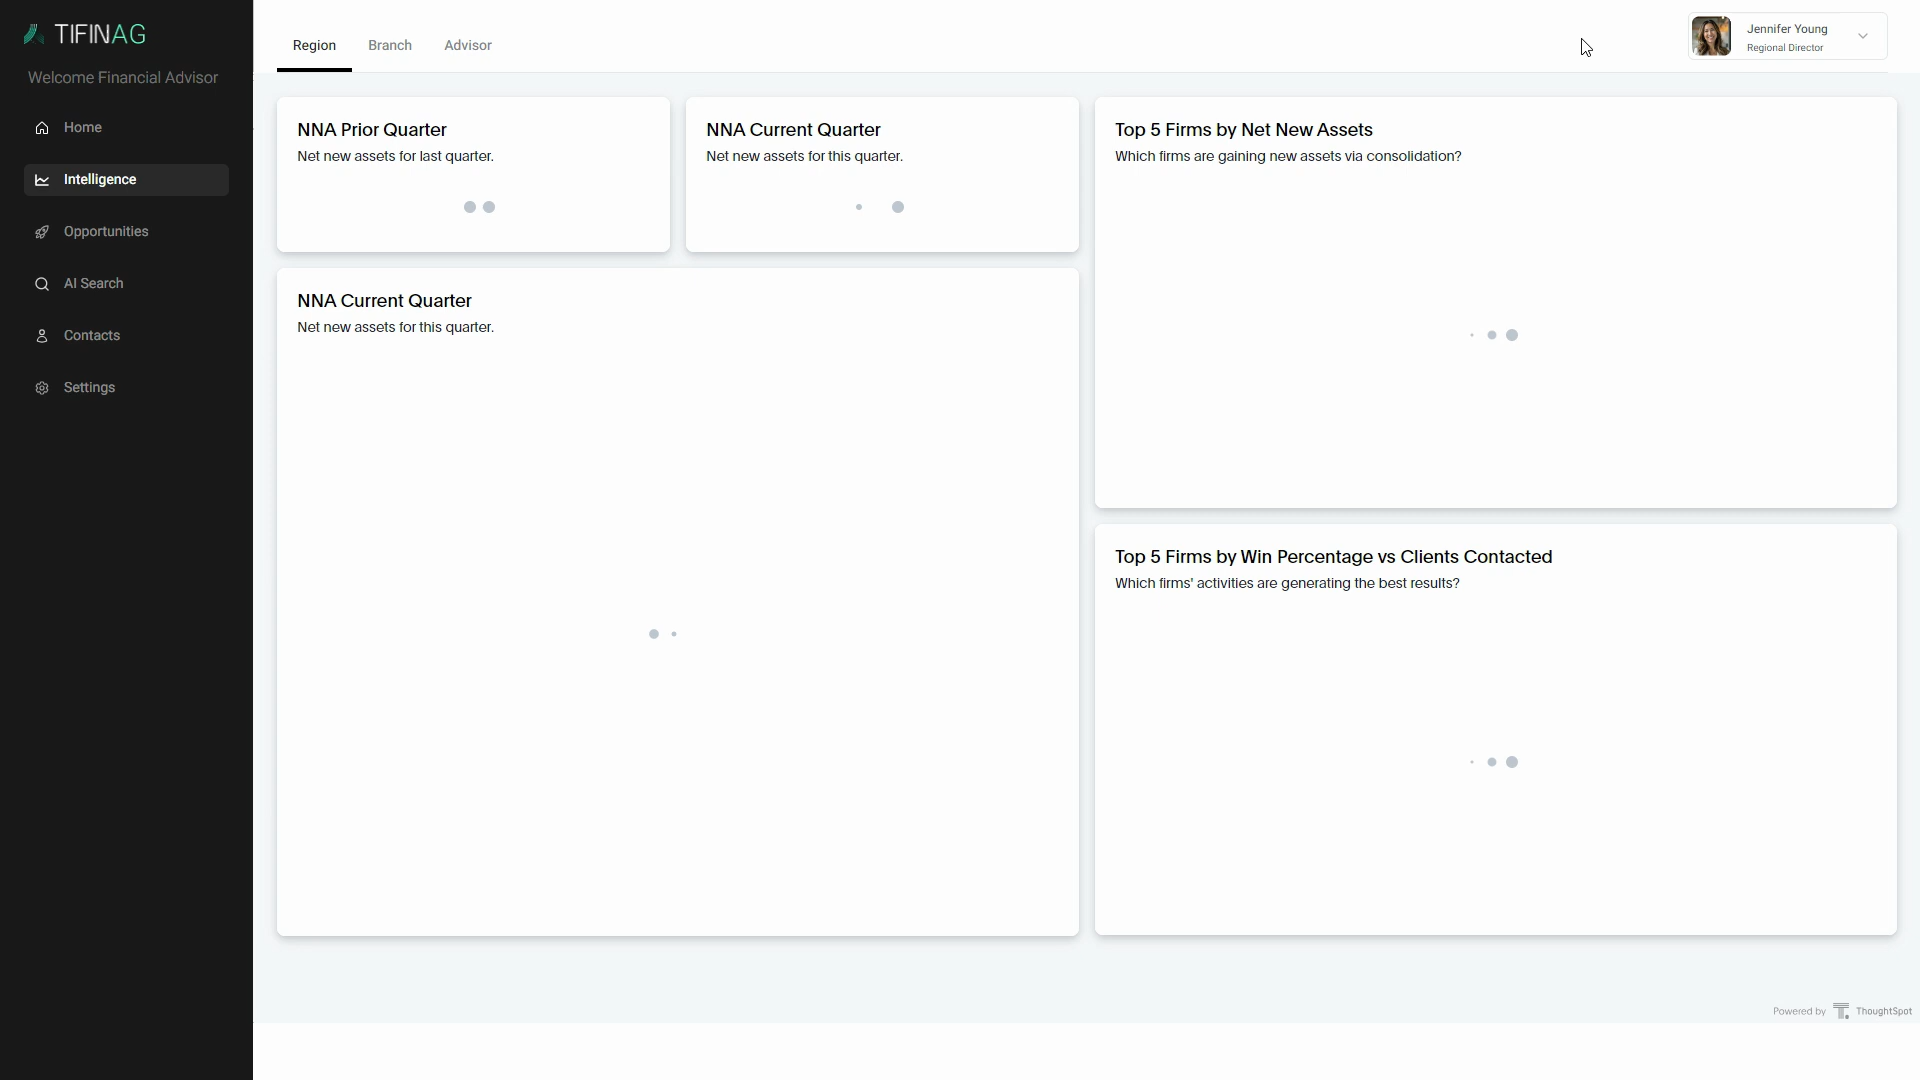 TIFINAG
Welcome Financial Advisor
Home
Intelligence
Opportunities
AI Search
Contacts
Settings
Region
Branch
Advisor
Jennifer Young
Regional Director
NNA Prior Quarter
Net new assets for last quarter.
NNA Current Quarter
Net new assets for this quarter.
Top 5 Firms by Net New Assets
Which firms are gaining new assets via consolidation?
NNA Current Quarter
Net new assets for this quarter.
Top 5 Firms by Win Percentage vs Clients Contacted
Which firms' activities are generating the best results?
Powered by ThoughtSpot